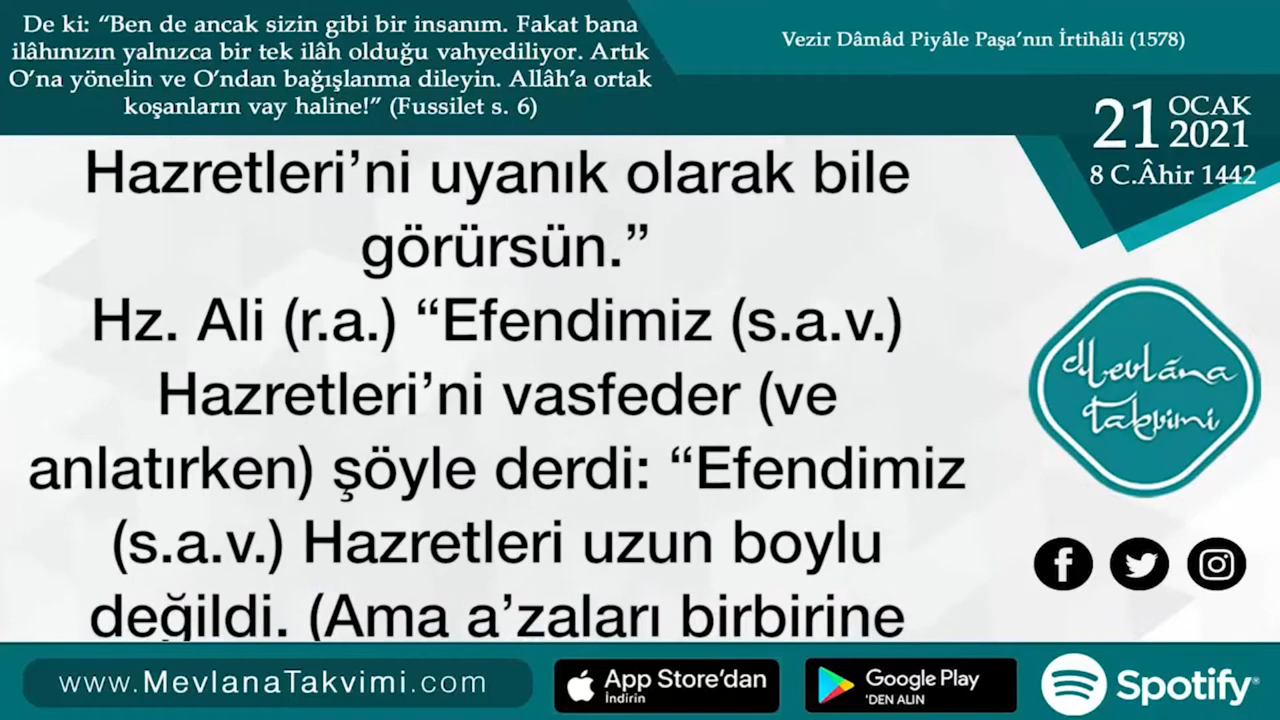 De ki: “Ben de ancak sizin gibi bir insanım. Fakat bana
ilâhınızın yalnızca bir tek ilâh olduğu vahyediliyor. Artık
O’na yönelin ve O’ndan bağışlanma dileyin. Allâh’a ortak
koşanların vay haline!” (Fussilet s. 6)
Vezir Dâmâd Piyâle Paşa’nın İrtihâli (1578)
21 OCAK
2021
8 C.Âhir 1442
Hazretleri’ni uyanık olarak bile
görürsün.”
Hz. Ali (r.a.) “Efendimiz (s.a.v.)
Hazretleri’ni vasfeder (ve
anlatırken) şöyle derdi: “Efendimiz
(s.a.v.) Hazretleri uzun boylu
değildi. (Ama a’zaları birbirine
Mevlâna
Takvimi
www.MevlanaTakvimi.com
App Store’dan
İndirin
Google Play
'DEN ALIN
Spotify